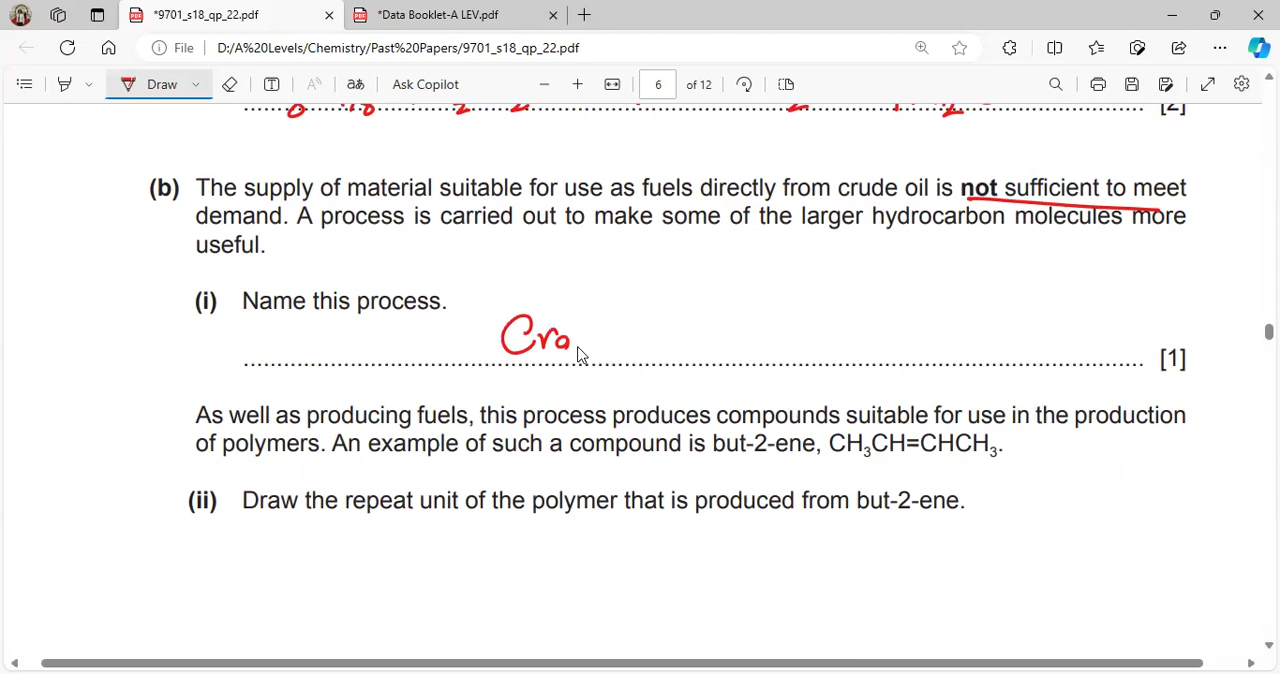 *9701_s18_qp_22.pdf
*Data Booklet-A LEV.pdf
File D:/A%20Levels/Chemistry/Past%20Papers/9701_s18_qp_22.pdf
Draw Ask Copilot 6 of 12
[2]
(b) The supply of material suitable for use as fuels directly from crude oil is not sufficient to meet
demand. A process is carried out to make some of the larger hydrocarbon molecules more
useful.
(i) Name this process.
Cra
[1]
As well as producing fuels, this process produces compounds suitable for use in the production
of polymers. An example of such a compound is but-2-ene, CH₃CH=CHCH₃.
(ii) Draw the repeat unit of the polymer that is produced from but-2-ene.